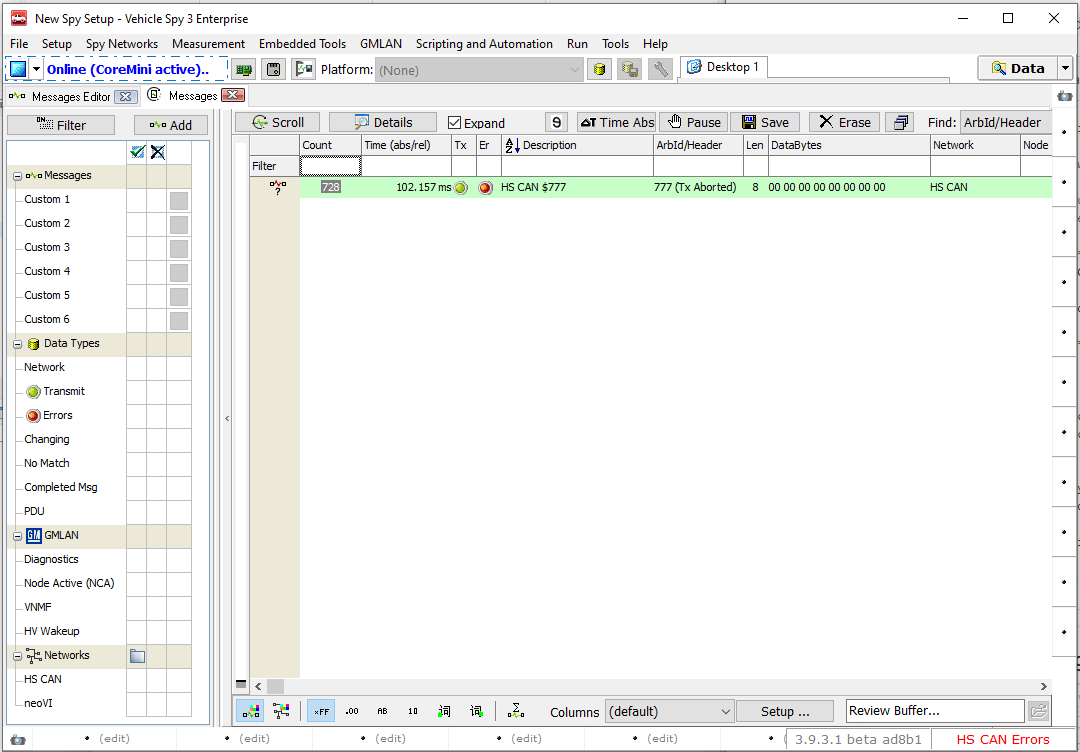 New Spy Setup - Vehicle Spy 3 Enterprise
File Setup Spy Networks Measurement Embedded Tools GMLAN Scripting and Automation Run Tools Help
Online (CoreMini active).. Platform: (None) Desktop 1 Data
Messages Editor Messages
Filter Add Scroll Details Expand 9 ΔT Time Abs Pause Save Erase Find: ArbId/Header
Count Time (abs/rel) Tx Er AZ Description ArbId/Header Len DataBytes Network Node
Filter
728 102.157 ms HS CAN $777 777 (Tx Aborted) 8 00 00 00 00 00 00 00 00 HS CAN
Messages
Custom 1
Custom 2
Custom 3
Custom 4
Custom 5
Custom 6
Data Types
Network
Transmit
Errors
Changing
No Match
Completed Msg
PDU
GM GMLAN
Diagnostics
Node Active (NCA)
VNMF
HV Wakeup
Networks
HS CAN
neoVI
xFF .00 AB 10 Columns (default) Setup ... Review Buffer...
(edit) (edit) (edit) (edit) (edit) 3.9.3.1 beta ad8b1 HS CAN Errors